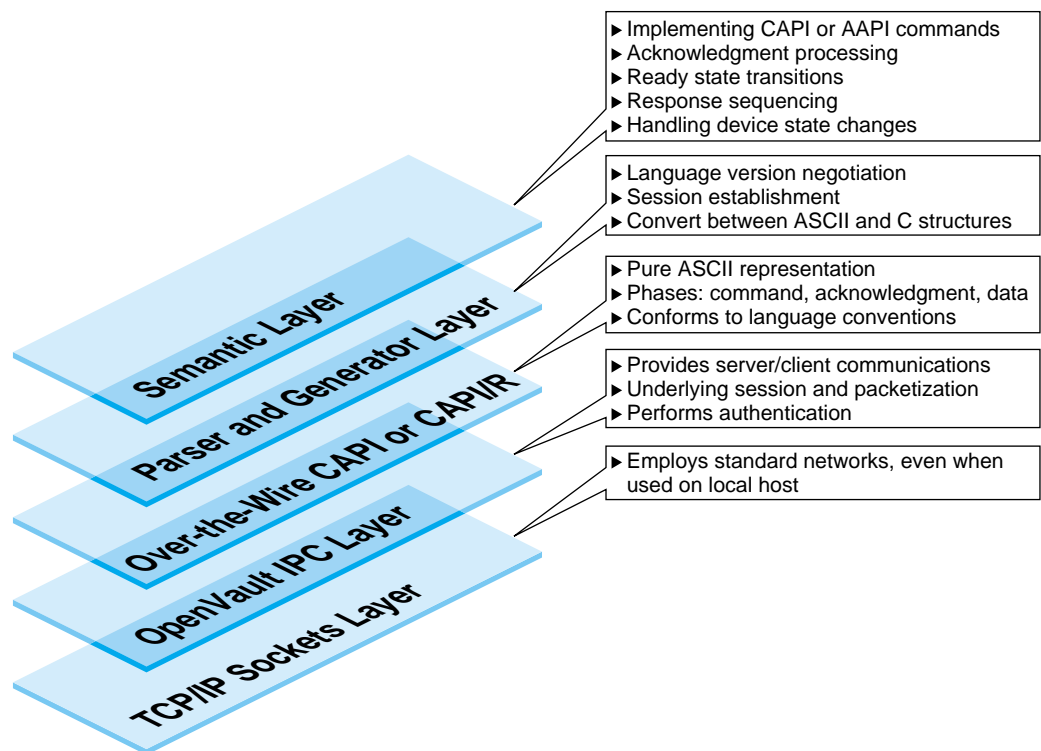 ▶ Implementing CAPI or AAPI commands
▶ Acknowledgment processing
▶ Ready state transitions
▶ Response sequencing
▶ Handling device state changes
▶ Language version negotiation
▶ Session establishment
▶ Convert between ASCII and C structures
▶ Pure ASCII representation
▶ Phases: command, acknowledgment, data
▶ Conforms to language conventions
▶ Provides server/client communications
▶ Underlying session and packetization
▶ Performs authentication
▶ Employs standard networks, even when
used on local host
Semantic Layer
Parser and Generator Layer
Over-the-Wire CAPI or CAPI/R
OpenVault IPC Layer
TCP/IP Sockets Layer